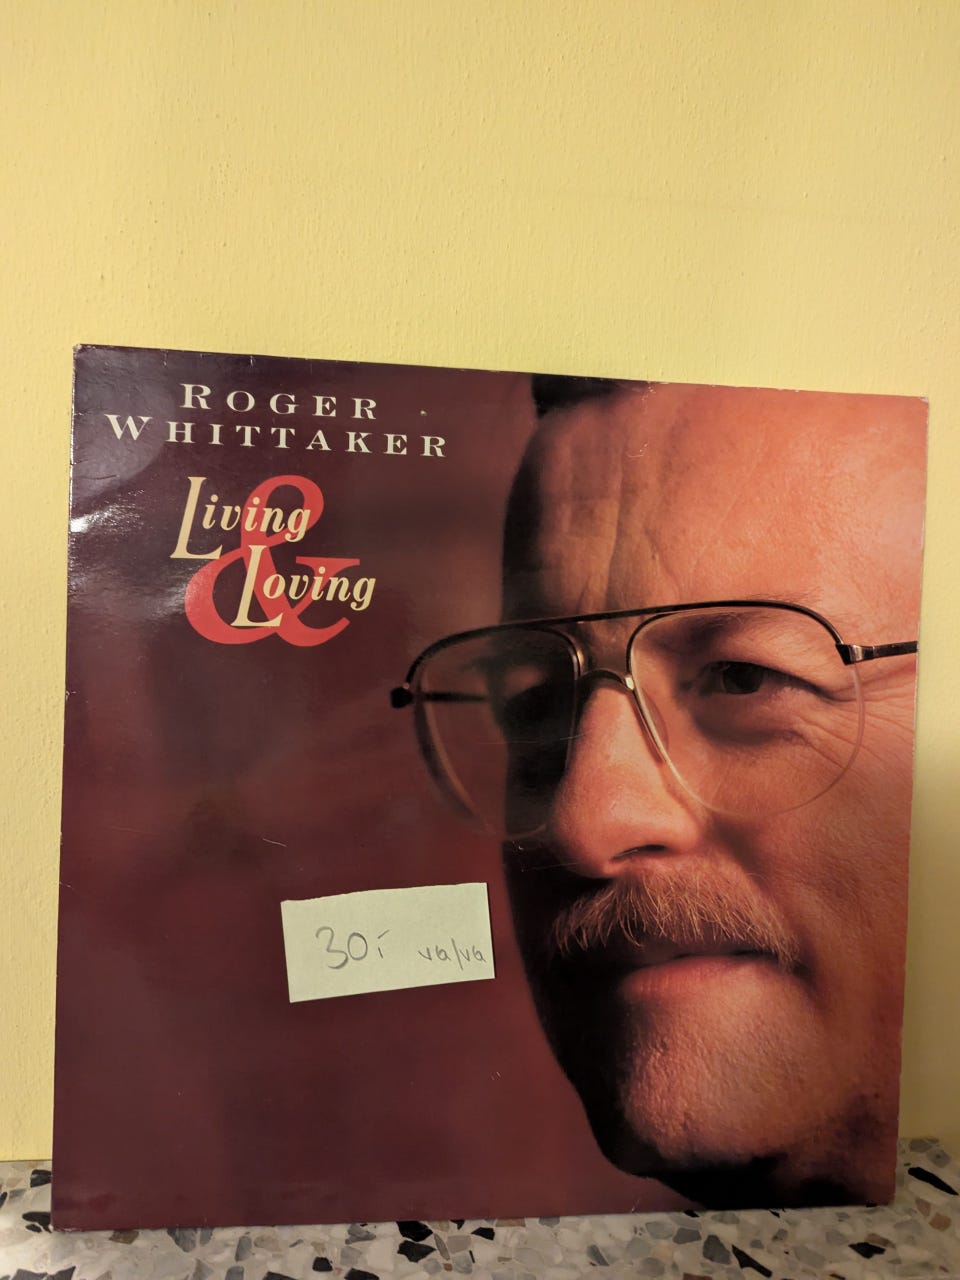 ROGER
WHITTAKER
Living
&
Loving
30:- VG/VG